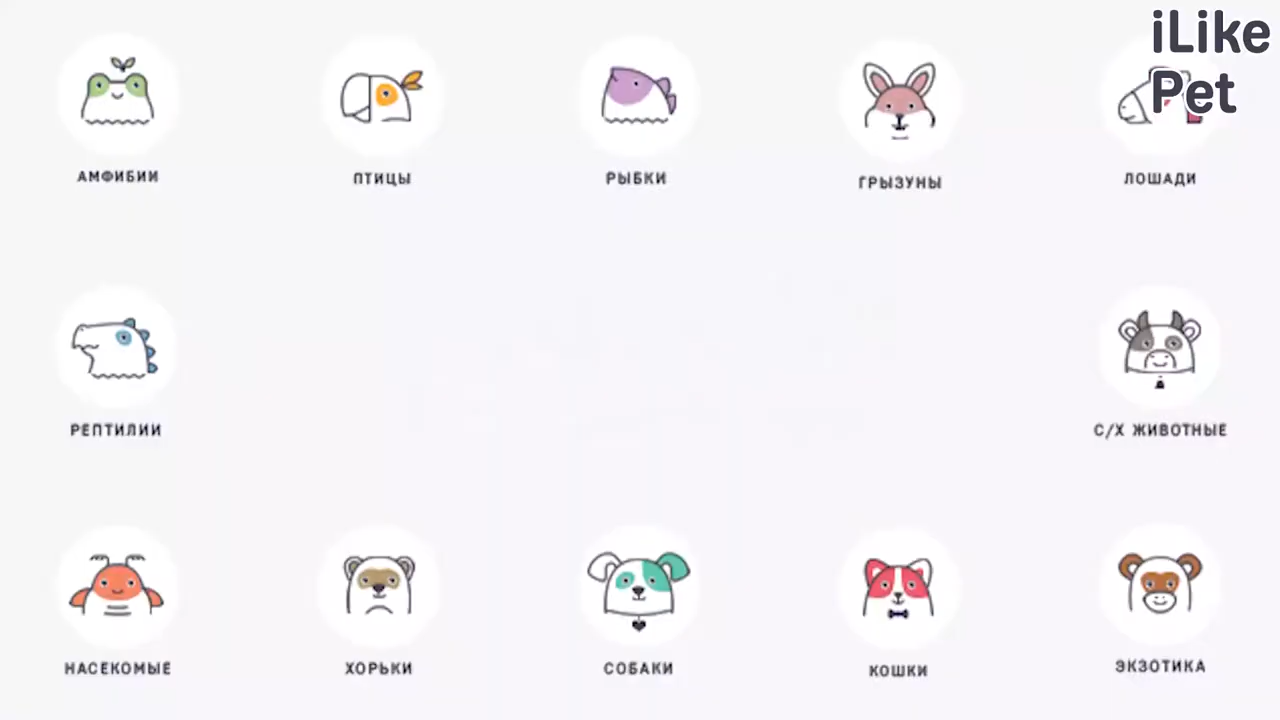 iLike
Pet
АМФИБИИ
ПТИЦЫ
РЫБКИ
ГРЫЗУНЫ
ЛОШАДИ
РЕПТИЛИИ
С/Х ЖИВОТНЫЕ
НАСЕКОМЫЕ
ХОРЬКИ
СОБАКИ
КОШКИ
ЭКЗОТИКА